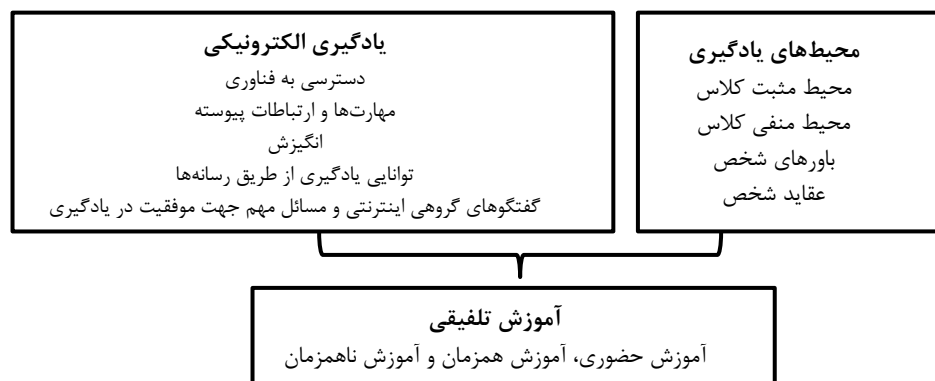 محیط‌های یادگیری
محیط مثبت کلاس
محیط منفی کلاس
باورهای شخص
عقاید شخص
یادگیری الکترونیکی
دسترسی به فناوری
مهارت‌ها و ارتباطات پیوسته
انگیزش
توانایی یادگیری از طریق رسانه‌ها
گفتگوهای گروهی اینترنتی و مسائل مهم جهت موفقیت در یادگیری
آموزش تلفیقی
آموزش حضوری، آموزش همزمان و آموزش ناهمزمان